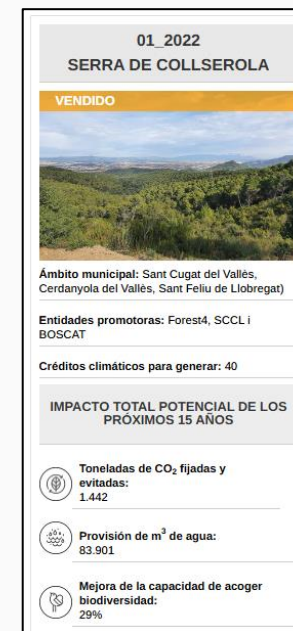 01_2022
SERRA DE COLLSEROLA
VENDIDO
Ámbito municipal: Sant Cugat del Vallès,
Cerdanyola del Vallès, Sant Feliu de Llobregat)
Entidades promotoras: Forest4, SCCL i
BOSCAT
Créditos climáticos para generar: 40
IMPACTO TOTAL POTENCIAL DE LOS
PRÓXIMOS 15 AÑOS
Toneladas de CO₂ fijadas y
evitadas:
1.442
Provisión de m³ de agua:
83.901
Mejora de la capacidad de acoger
biodiversidad:
29%